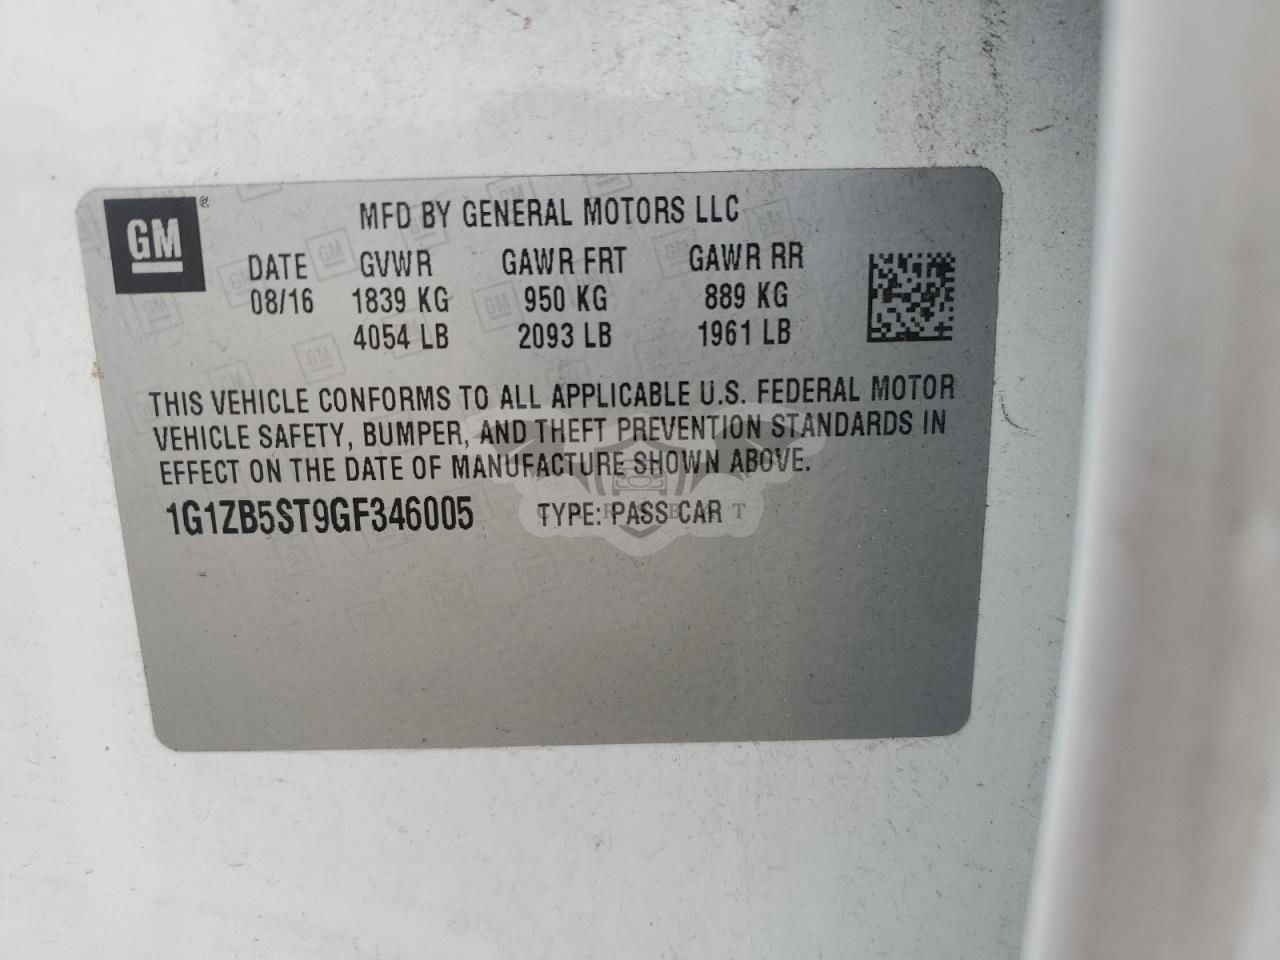 GM
MFD BY GENERAL MOTORS LLC
DATE GVWR GAWR FRT GAWR RR
08/16 1839 KG 950 KG 889 KG
4054 LB 2093 LB 1961 LB
THIS VEHICLE CONFORMS TO ALL APPLICABLE U.S. FEDERAL MOTOR
VEHICLE SAFETY, BUMPER, AND THEFT PREVENTION STANDARDS IN
EFFECT ON THE DATE OF MANUFACTURE SHOWN ABOVE.
1G1ZB5ST9GF346005 TYPE: PASS CAR